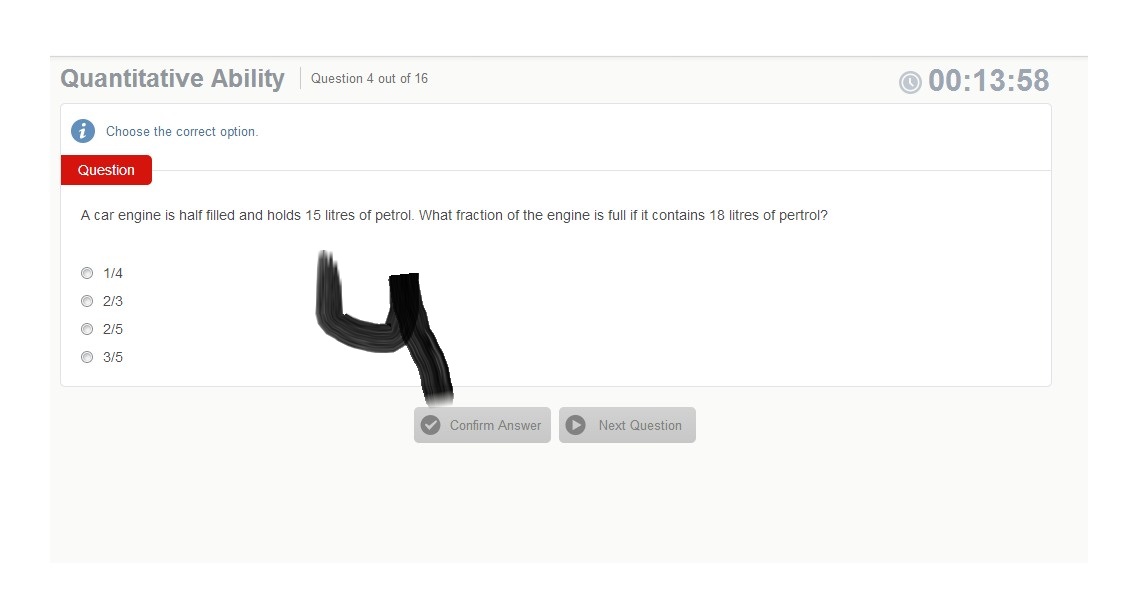 Quantitative Ability Question 4 out of 16 00:13:58
Choose the correct option.
Question
A car engine is half filled and holds 15 litres of petrol. What fraction of the engine is full if it contains 18 litres of pertrol?
1/4
2/3
2/5
3/5
4
Confirm Answer Next Question